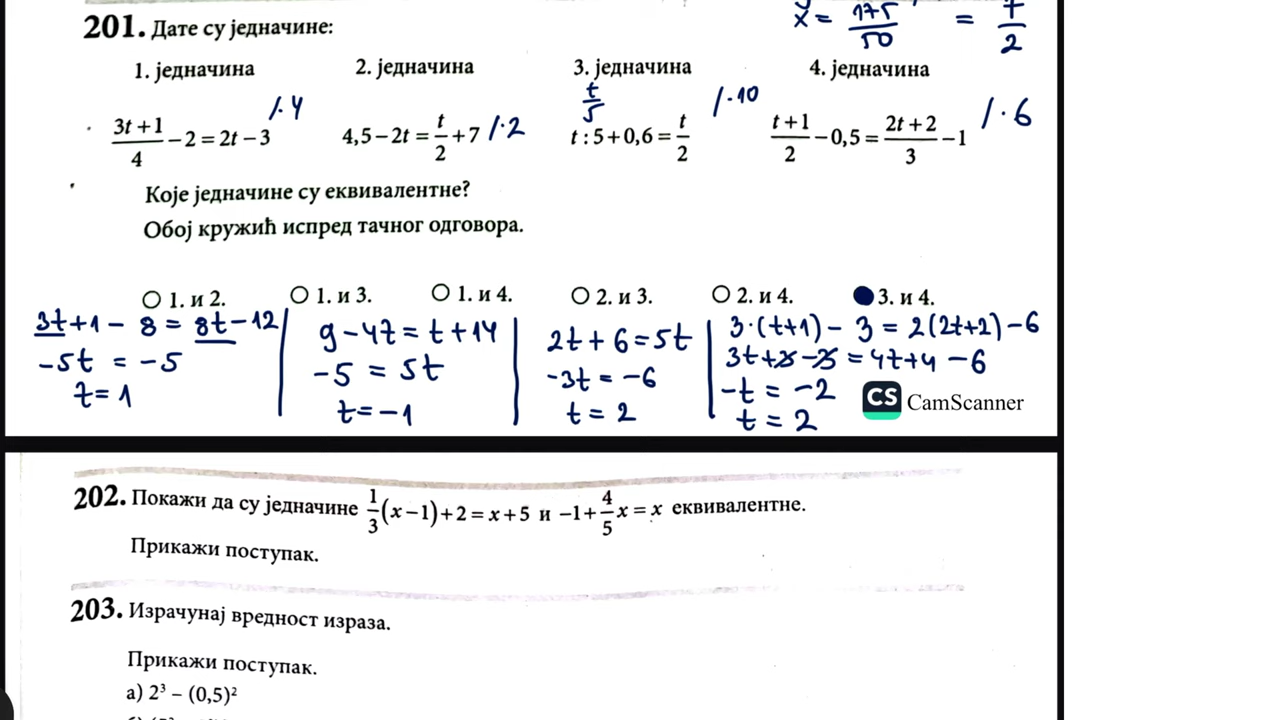 x = 175/50 = 7/2
201. Дате су једначине:
1. једначина 2. једначина 3. једначина 4. једначина
(3t+1)/4 − 2 = 2t − 3 /·4 4,5 − 2t = t/2 + 7 /·2 t/5 t : 5 + 0,6 = t/2 /·10 (t+1)/2 − 0,5 = (2t+2)/3 − 1 /·6
Које једначине су еквивалентне?
Обој кружић испред тачног одговора.
○ 1. и 2. ○ 1. и 3. ○ 1. и 4. ○ 2. и 3. ○ 2. и 4. ● 3. и 4.
3t + 1 − 8 = 8t − 12 9 − 4t = t + 14 2t + 6 = 5t 3·(t+1) − 3 = 2(2t+2) − 6
−5t = −5 −5 = 5t −3t = −6 3t + 3 − 3 = 4t + 4 − 6
t = 1 t = −1 t = 2 −t = −2
t = 2
CS CamScanner
202. Покажи да су једначине 1/3(x−1)+2 = x+5 и −1+4/5x = x еквивалентне.
Прикажи поступак.
203. Израчунај вредност израза.
Прикажи поступак.
а) 2³ − (0,5)²